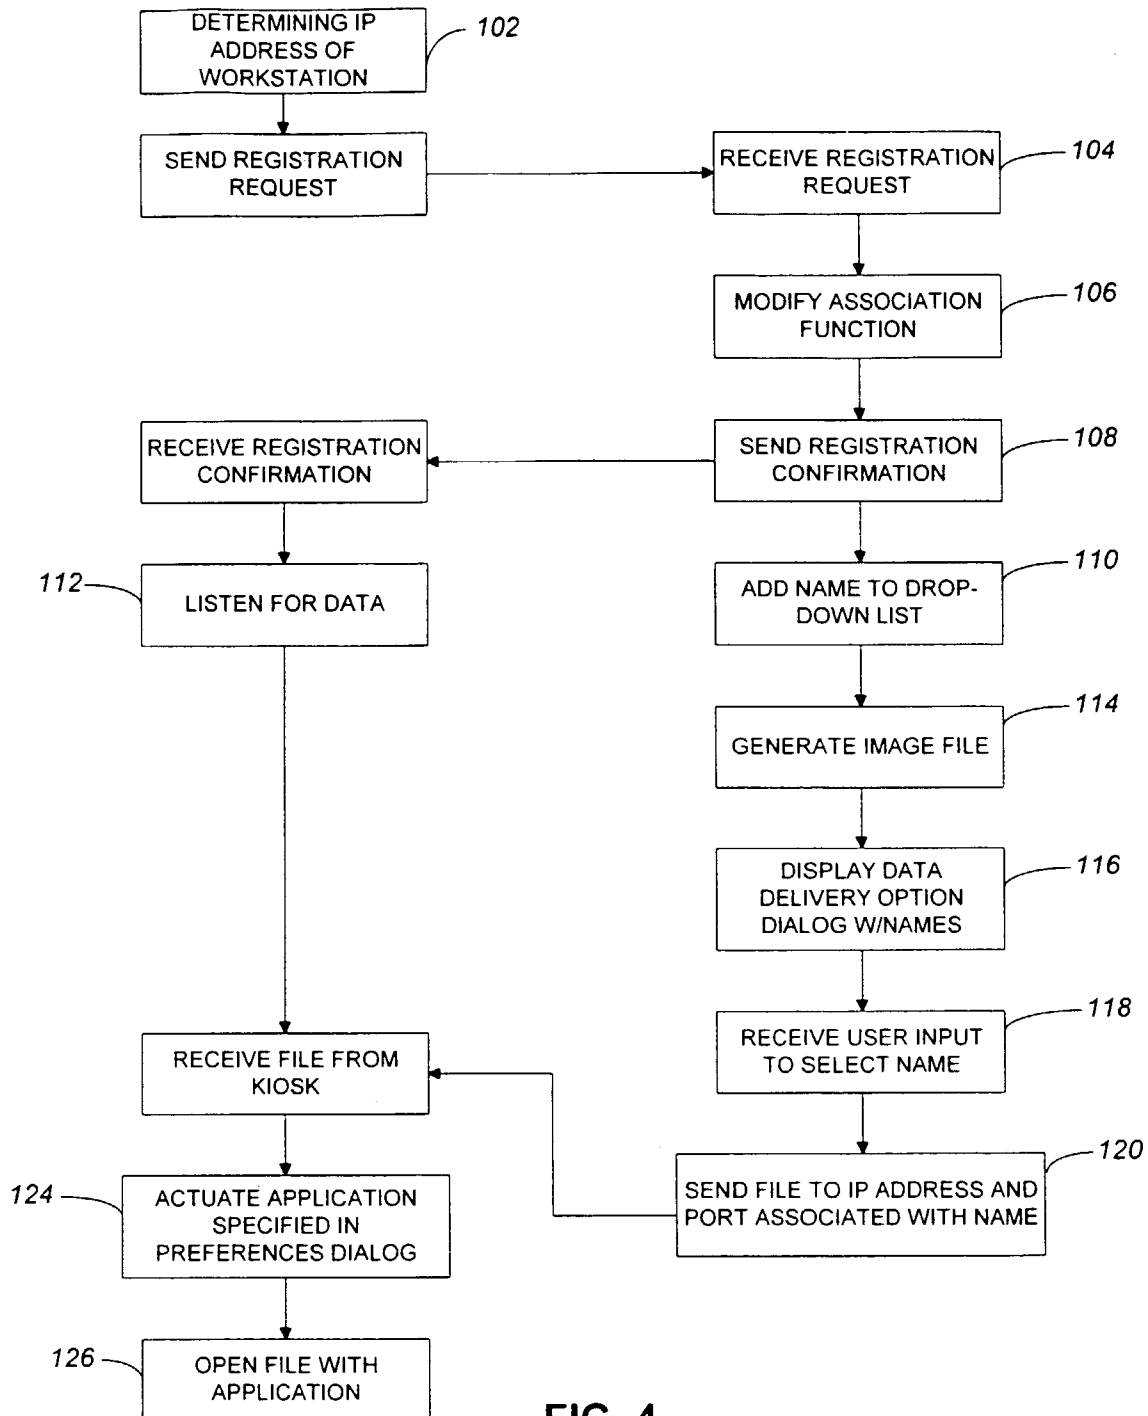 DETERMINING IP
ADDRESS OF
WORKSTATION
102
SEND REGISTRATION
REQUEST
RECEIVE REGISTRATION
REQUEST
104
MODIFY ASSOCIATION
FUNCTION
106
RECEIVE REGISTRATION
CONFIRMATION
SEND REGISTRATION
CONFIRMATION
108
112
LISTEN FOR DATA
ADD NAME TO DROP-
DOWN LIST
110
GENERATE IMAGE FILE
114
DISPLAY DATA
DELIVERY OPTION
DIALOG W/NAMES
116
RECEIVE FILE FROM
KIOSK
RECEIVE USER INPUT
TO SELECT NAME
118
124
ACTUATE APPLICATION
SPECIFIED IN
PREFERENCES DIALOG
SEND FILE TO IP ADDRESS AND
PORT ASSOCIATED WITH NAME
120
126
OPEN FILE WITH
APPLICATION
FIG. 4